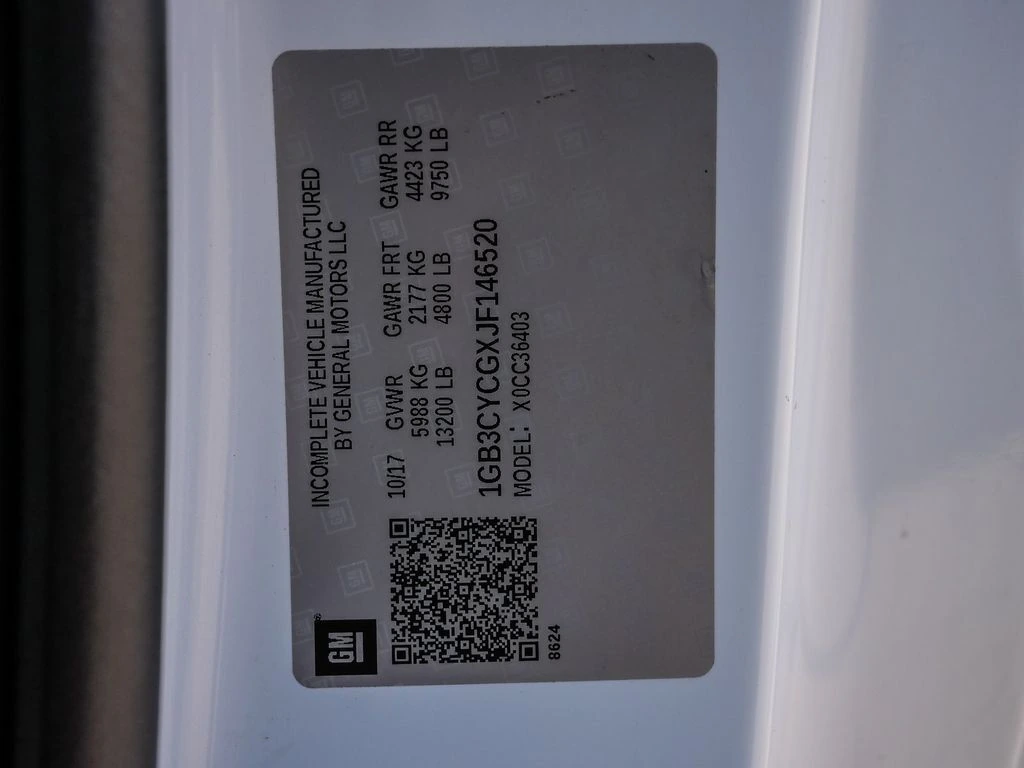 INCOMPLETE VEHICLE MANUFACTURED
BY GENERAL MOTORS LLC
10/17 GVWR GAWR FRT GAWR RR
5988 KG 2177 KG 4423 KG
13200 LB 4800 LB 9750 LB
1GB3CYCGXJF146520
MODEL: X0CC36403
GM
8624